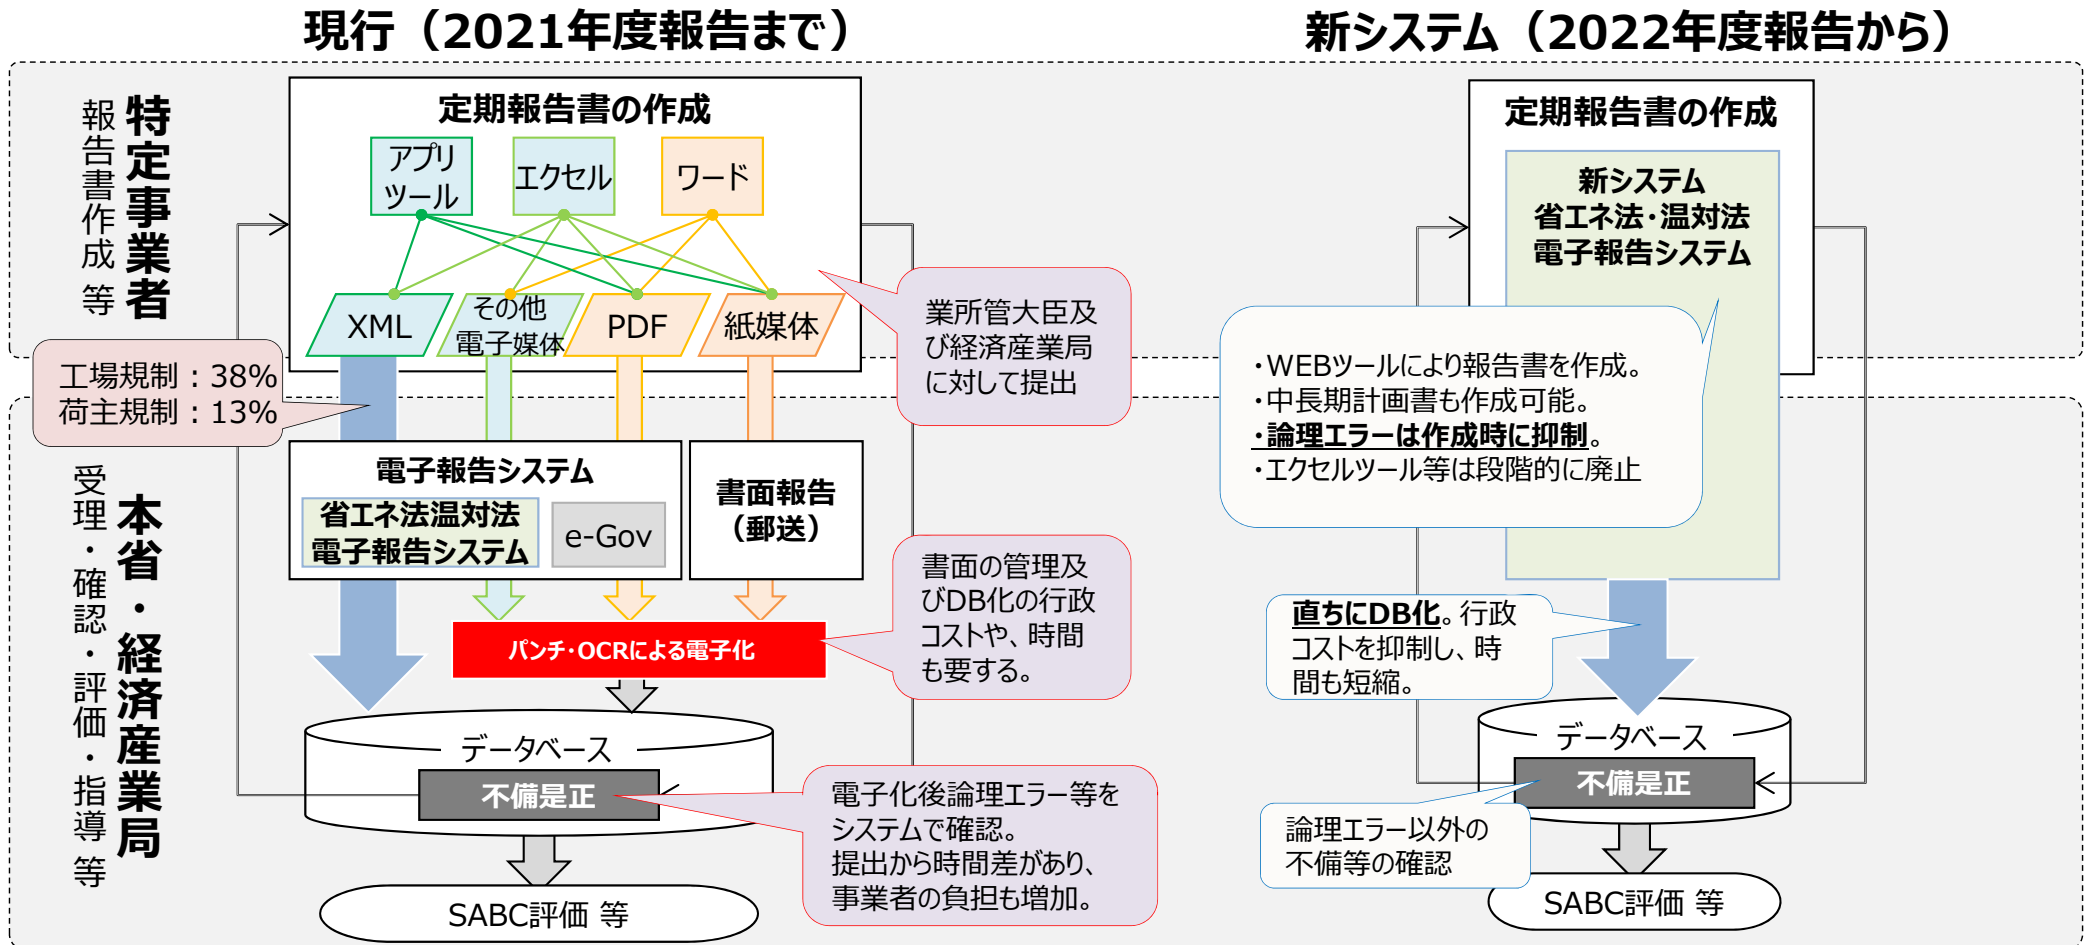 現行（2021年度報告まで）
新システム（2022年度報告から）
特定事業者
報告書作成 等
定期報告書の作成
アプリ
ツール
エクセル
ワード
XML
その他
電子媒体
PDF
紙媒体
業所管大臣及
び経済産業局
に対して提出
工場規制：38%
荷主規制：13%
本省・経済産業局
受理・確認・評価・指導 等
電子報告システム
省エネ法温対法
電子報告システム
e-Gov
書面報告
（郵送）
書面の管理及
びDB化の行政
コストや、時間
も要する。
パンチ・OCRによる電子化
データベース
不備是正
電子化後論理エラー等を
システムで確認。
提出から時間差があり、
事業者の負担も増加。
SABC評価 等
定期報告書の作成
新システム
省エネ法・温対法
電子報告システム
・WEBツールにより報告書を作成。
・中長期計画書も作成可能。
・論理エラーは作成時に抑制。
・エクセルツール等は段階的に廃止
直ちにDB化。行政
コストを抑制し、時
間も短縮。
データベース
不備是正
論理エラー以外の
不備等の確認
SABC評価 等